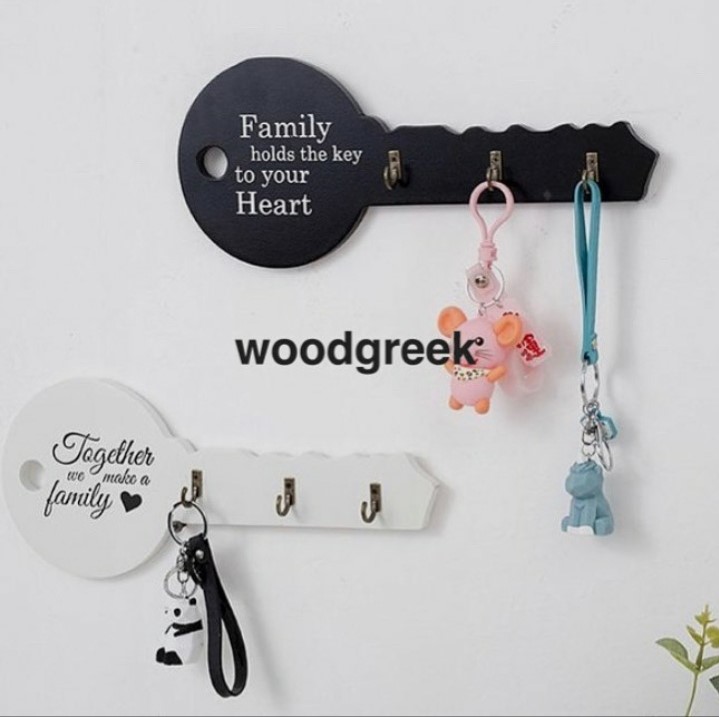 Family
holds the key
to your
Heart
woodgreek
Together
we make a
family